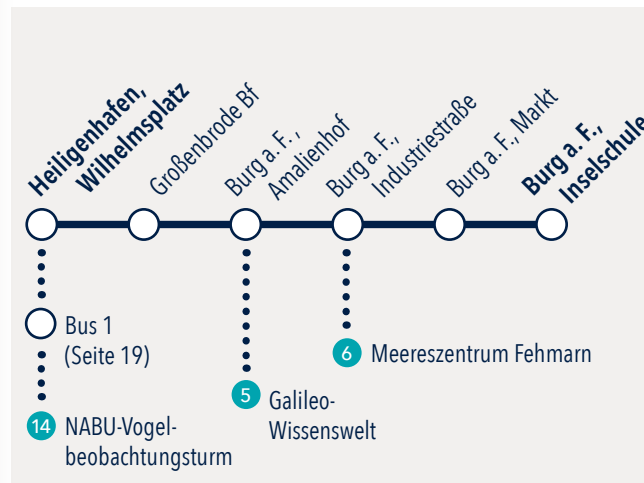 Heiligenhafen,
Wilhelmsplatz
Großenbrode Bf
Burg a. F.,
Amalienhof
Burg a. F.,
Industriestraße
Burg a. F., Markt
Burg a. F.,
Inselschule
Bus 1
(Seite 19)
14 NABU-Vogel-
beobachtungsturm
5 Galileo-
Wissenswelt
6 Meereszentrum Fehmarn